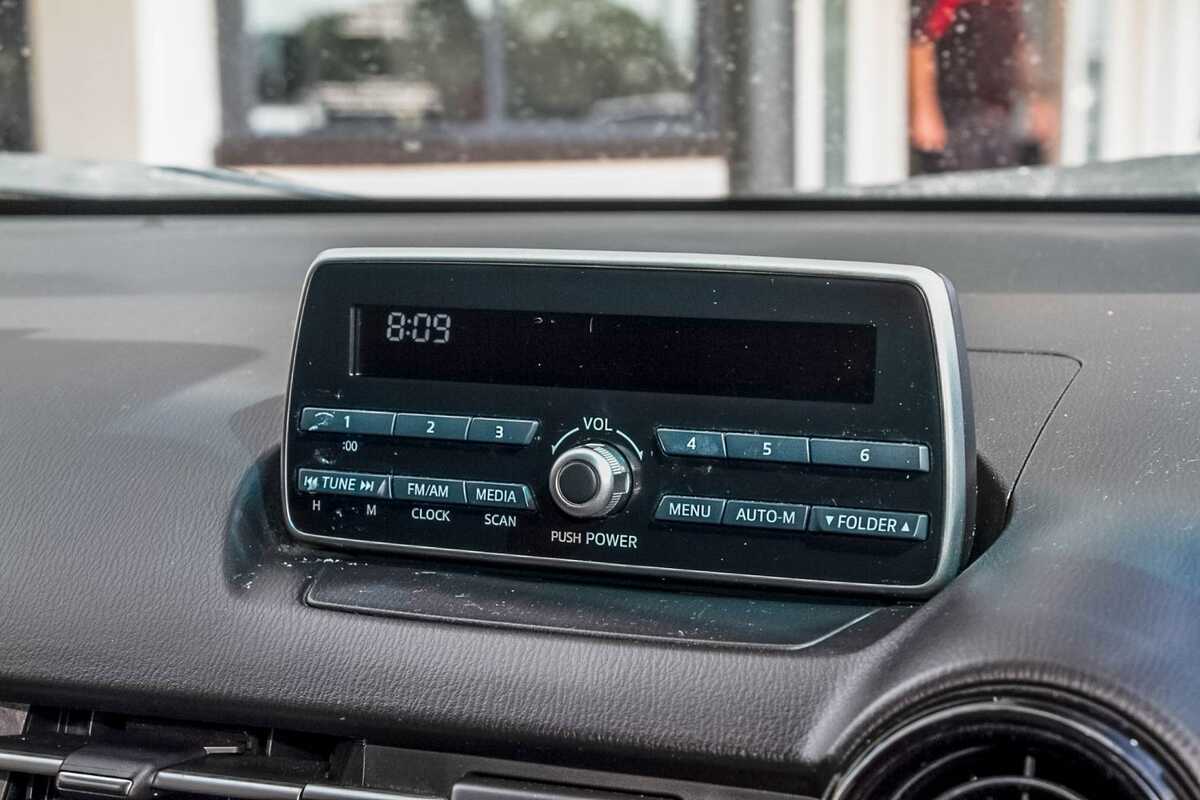 8:09
1 2 3
VOL
4 5 6
:00
⏮ TUNE ⏭ FM/AM MEDIA
H M CLOCK SCAN
MENU AUTO-M ▼FOLDER▲
PUSH POWER